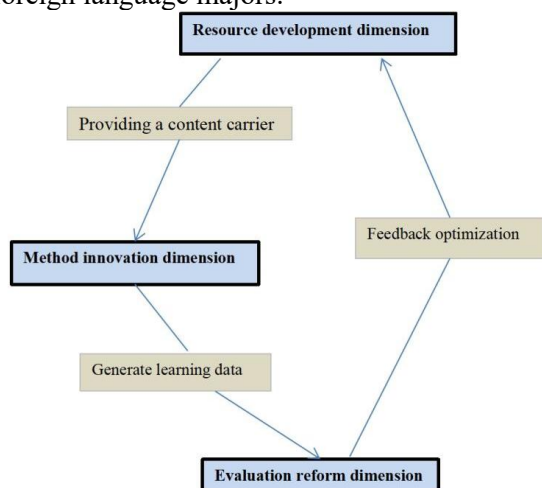 foreign language majors.
Resource development dimension
Providing a content carrier
Feedback optimization
Method innovation dimension
Generate learning data
Evaluation reform dimension